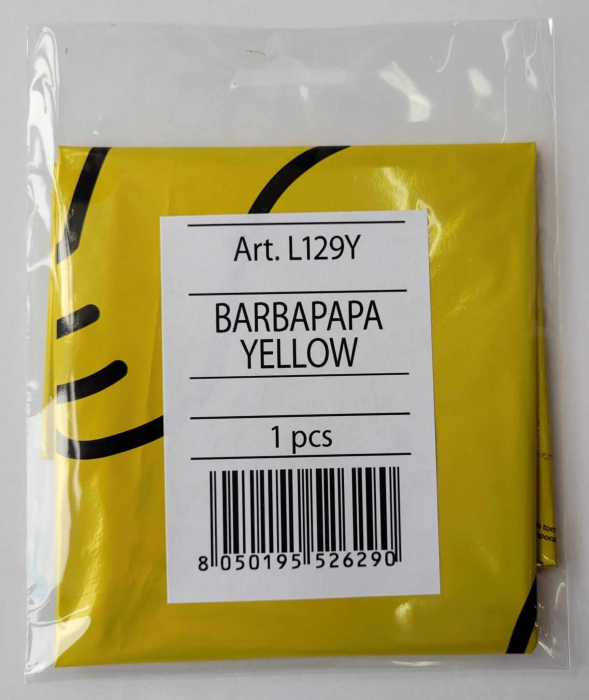 Art. L129Y
BARBAPAPA
YELLOW
1 pcs
8 050195 526290